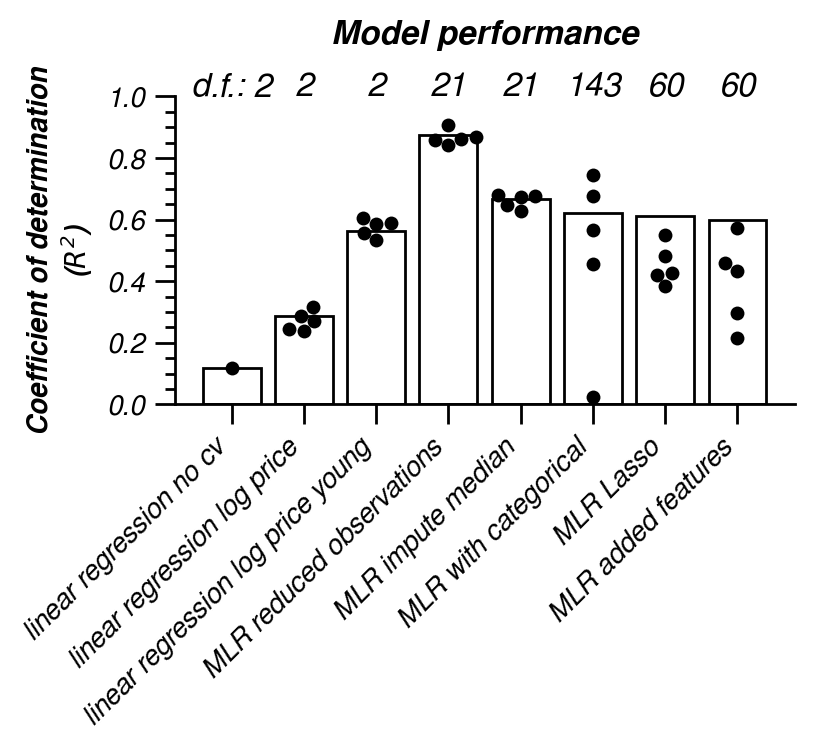 Model performance
d.f.: 2 2 2 21 21 143 60 60
Coefficient of determination
(R²)
1.0
0.8
0.6
0.4
0.2
0.0
linear regression no cv
linear regression log price
linear regression log price young
MLR reduced observations
MLR impute median
MLR with categorical
MLR Lasso
MLR added features